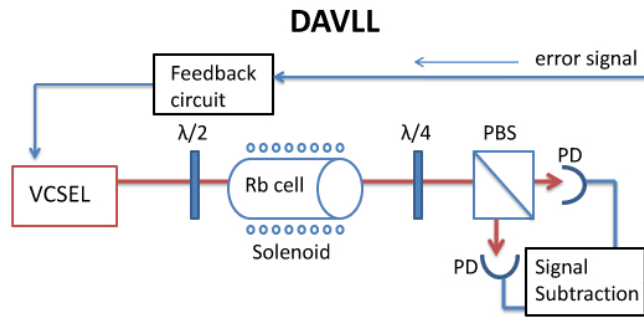 DAVLL
error signal
Feedback
circuit
λ/2
λ/4
PBS
PD
VCSEL
Rb cell
Solenoid
PD
Signal
Subtraction